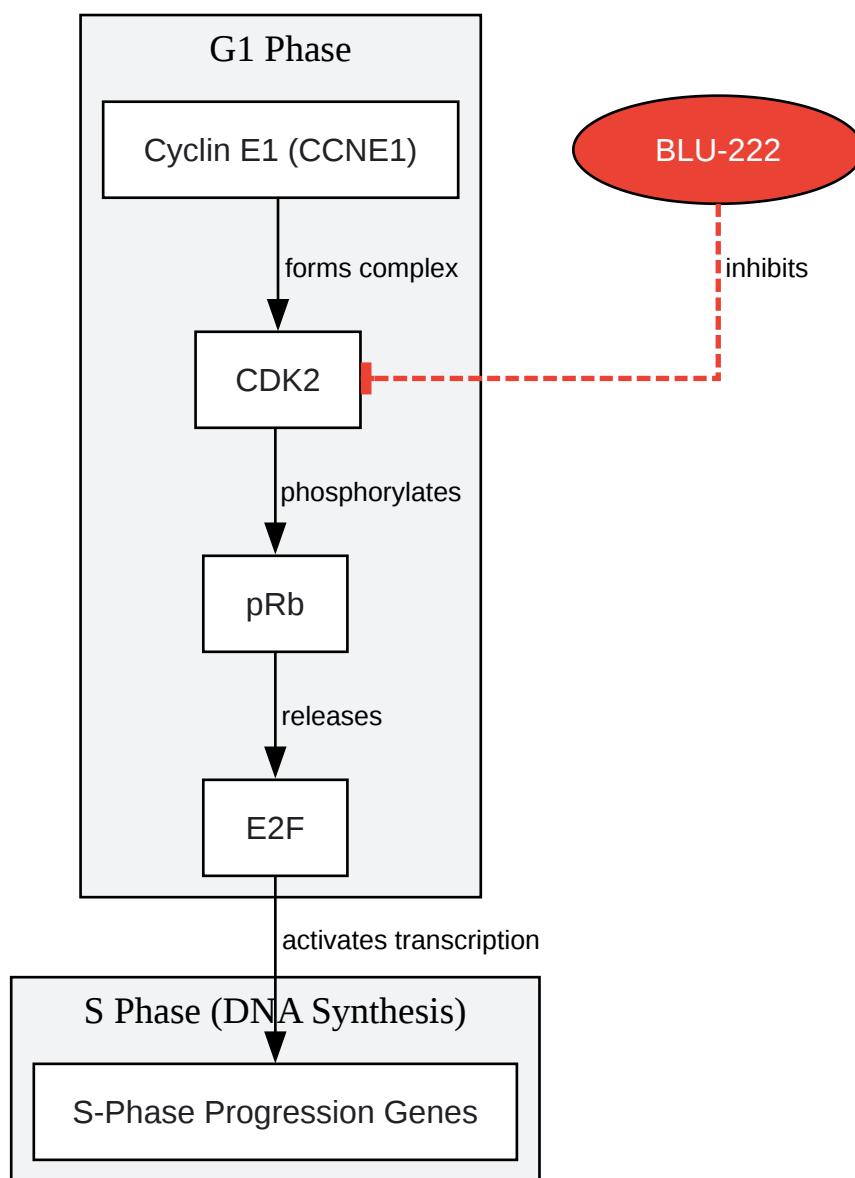 G1 Phase
Cyclin E1 (CCNE1)
BLU-222
forms complex
inhibits
CDK2
phosphorylates
pRb
releases
E2F
activates transcription
S Phase (DNA Synthesis)
S-Phase Progression Genes